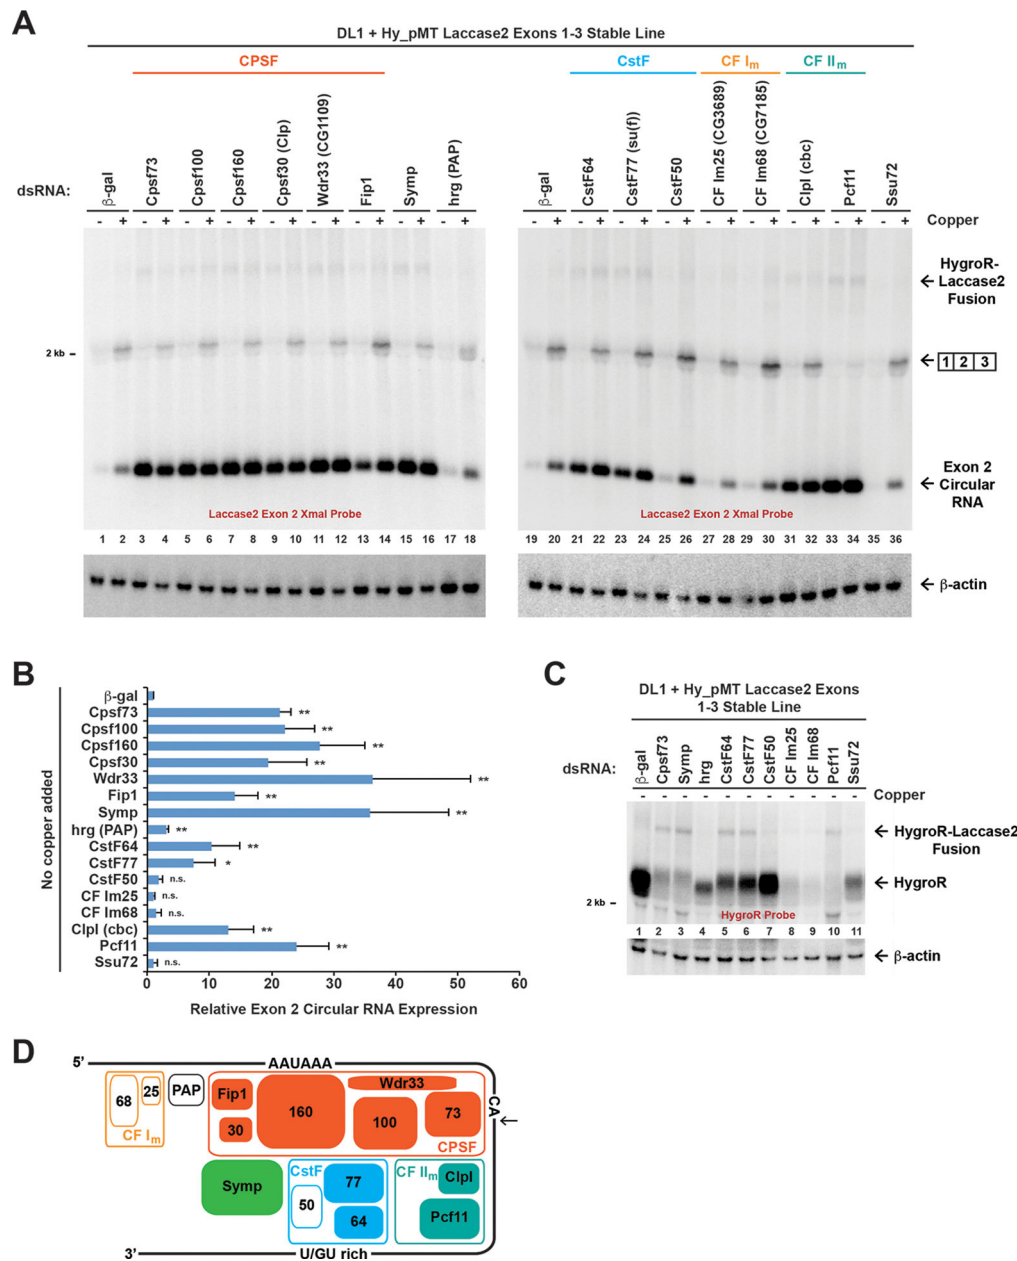 A
DL1 + Hy_pMT Laccase2 Exons 1-3 Stable Line
CPSF
CstF
CF Im
CF IIm
dsRNA:
β-gal
Cpsf73
Cpsf100
Cpsf160
Cpsf30 (Clp)
Wdr33 (CG1109)
Fip1
Symp
hrg (PAP)
β-gal
CstF64
CstF77 (su(f))
CstF50
CF Im25 (CG3689)
CF Im68 (CG7185)
ClpI (cbc)
Pcf11
Ssu72
- + - + - + - + - + - + - + - + - +
- + - + - + - + - + - + - + - + - +
Copper
HygroR-
Laccase2
Fusion
2 kb
1 2 3
Exon 2
Circular
RNA
Laccase2 Exon 2 XmaI Probe
Laccase2 Exon 2 XmaI Probe
1 2 3 4 5 6 7 8 9 10 11 12 13 14 15 16 17 18
19 20 21 22 23 24 25 26 27 28 29 30 31 32 33 34 35 36
β-actin
B
No copper added
β-gal
Cpsf73 **
Cpsf100 **
Cpsf160 **
Cpsf30 **
Wdr33 **
Fip1 **
Symp **
hrg (PAP) **
CstF64 **
CstF77 *
CstF50 n.s.
CF Im25 n.s.
CF Im68 n.s.
ClpI (cbc) **
Pcf11 **
Ssu72 n.s.
0 10 20 30 40 50 60
Relative Exon 2 Circular RNA Expression
C
DL1 + Hy_pMT Laccase2 Exons
1-3 Stable Line
dsRNA:
β-gal
Cpsf73
Symp
hrg
CstF64
CstF77
CstF50
CF Im25
CF Im68
Pcf11
Ssu72
- - - - - - - - - - -
Copper
HygroR-Laccase2
Fusion
HygroR
2 kb
HygroR Probe
1 2 3 4 5 6 7 8 9 10 11
β-actin
D
5’
AAUAAA
68
25
CF Im
PAP
Fip1
30
160
Wdr33
100
73
CPSF
CA
Symp
CstF
77
50
64
CF IIm
ClpI
Pcf11
3’
U/GU rich